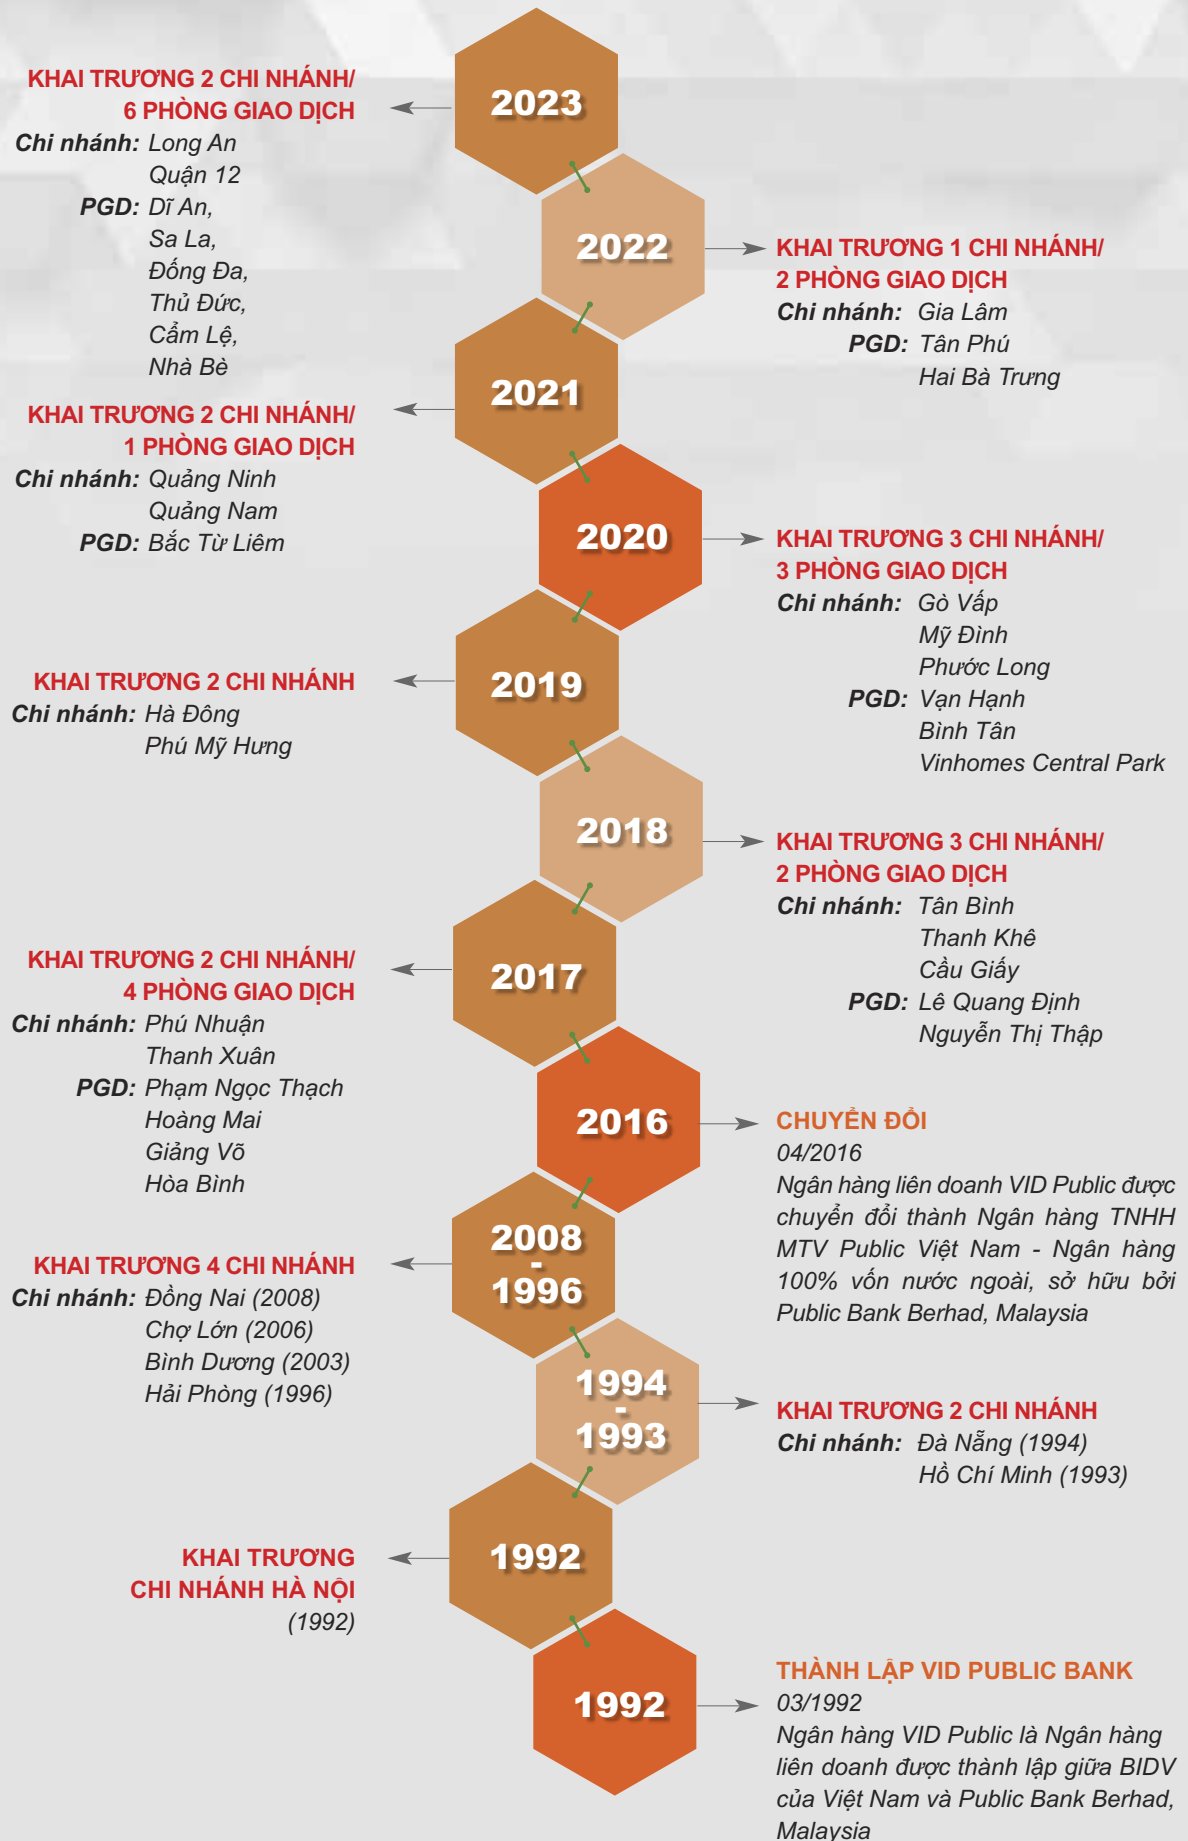 2023
KHAI TRƯƠNG 2 CHI NHÁNH/
6 PHÒNG GIAO DỊCH
Chi nhánh: Long An
Quận 12
PGD: Dĩ An,
Sa La,
Đống Đa,
Thủ Đức,
Cẩm Lệ,
Nhà Bè
2022
KHAI TRƯƠNG 1 CHI NHÁNH/
2 PHÒNG GIAO DỊCH
Chi nhánh: Gia Lâm
PGD: Tân Phú
Hai Bà Trưng
2021
KHAI TRƯƠNG 2 CHI NHÁNH/
1 PHÒNG GIAO DỊCH
Chi nhánh: Quảng Ninh
Quảng Nam
PGD: Bắc Từ Liêm
2020
KHAI TRƯƠNG 3 CHI NHÁNH/
3 PHÒNG GIAO DỊCH
Chi nhánh: Gò Vấp
Mỹ Đình
Phước Long
PGD: Vạn Hạnh
Bình Tân
Vinhomes Central Park
2019
KHAI TRƯƠNG 2 CHI NHÁNH
Chi nhánh: Hà Đông
Phú Mỹ Hưng
2018
KHAI TRƯƠNG 3 CHI NHÁNH/
2 PHÒNG GIAO DỊCH
Chi nhánh: Tân Bình
Thanh Khê
Cầu Giấy
PGD: Lê Quang Định
Nguyễn Thị Thập
2017
KHAI TRƯƠNG 2 CHI NHÁNH/
4 PHÒNG GIAO DỊCH
Chi nhánh: Phú Nhuận
Thanh Xuân
PGD: Phạm Ngọc Thạch
Hoàng Mai
Giảng Võ
Hòa Bình
2016
CHUYỂN ĐỔI
04/2016
Ngân hàng liên doanh VID Public được
chuyển đổi thành Ngân hàng TNHH
MTV Public Việt Nam - Ngân hàng
100% vốn nước ngoài, sở hữu bởi
Public Bank Berhad, Malaysia
2008
-
1996
KHAI TRƯƠNG 4 CHI NHÁNH
Chi nhánh: Đồng Nai (2008)
Chợ Lớn (2006)
Bình Dương (2003)
Hải Phòng (1996)
1994
-
1993
KHAI TRƯƠNG 2 CHI NHÁNH
Chi nhánh: Đà Nẵng (1994)
Hồ Chí Minh (1993)
1992
KHAI TRƯƠNG
CHI NHÁNH HÀ NỘI
(1992)
1992
THÀNH LẬP VID PUBLIC BANK
03/1992
Ngân hàng VID Public là Ngân hàng
liên doanh được thành lập giữa BIDV
của Việt Nam và Public Bank Berhad,
Malaysia